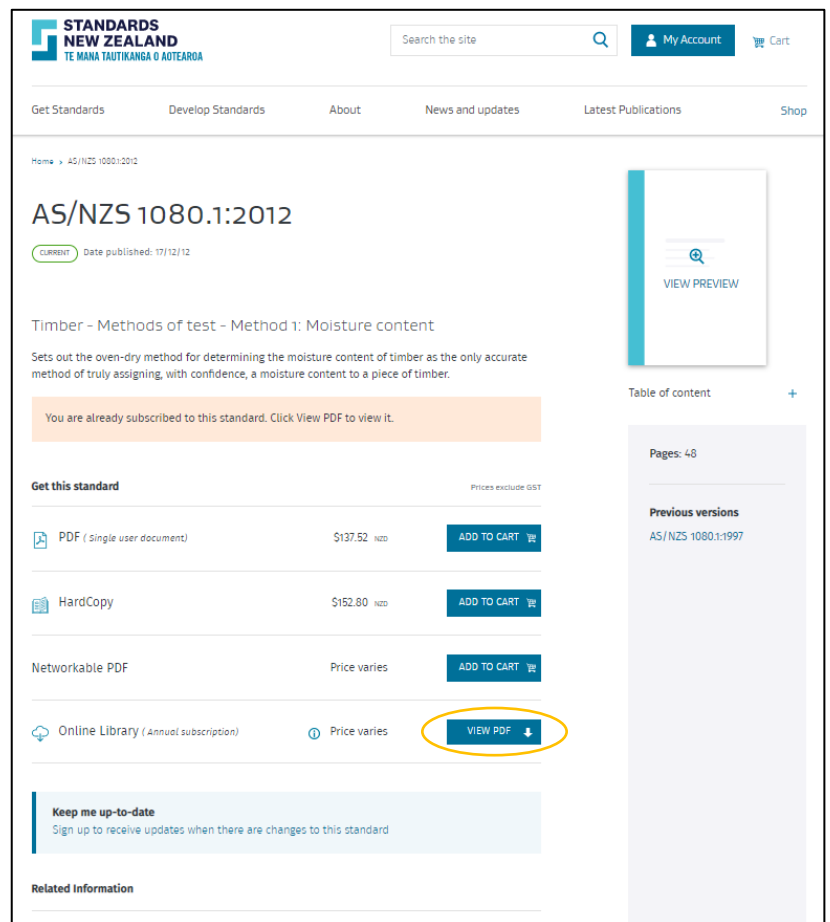 STANDARDS
NEW ZEALAND
TE MANA TAUTIKANGA O AOTEAROA
Search the site
My Account
Cart
Get Standards
Develop Standards
About
News and updates
Latest Publications
Shop
Home > AS/NZS 1080.1:2012
AS/NZS 1080.1:2012
CURRENT Date published: 17/12/12
VIEW PREVIEW
Timber - Methods of test - Method 1: Moisture content
Sets out the oven-dry method for determining the moisture content of timber as the only accurate
method of truly assigning, with confidence, a moisture content to a piece of timber.
Table of content +
You are already subscribed to this standard. Click View PDF to view it.
Pages: 48
Get this standard Prices exclude GST
Previous versions
AS/NZS 1080.1:1997
PDF ( Single user document) $137.52 NZD ADD TO CART
HardCopy $152.80 NZD ADD TO CART
Networkable PDF Price varies ADD TO CART
Online Library ( Annual subscription) Price varies VIEW PDF
Keep me up-to-date
Sign up to receive updates when there are changes to this standard
Related Information